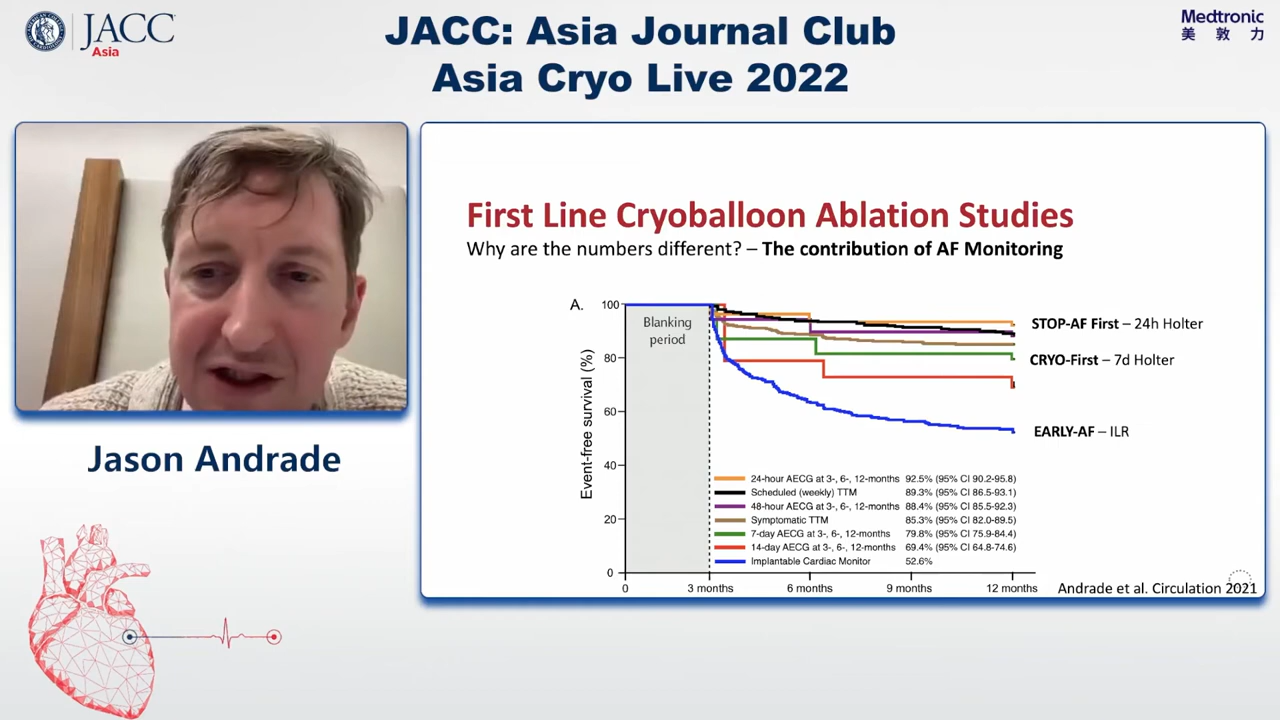 JACC
Asia
JACC: Asia Journal Club
Asia Cryo Live 2022
Medtronic
美 敦 力
Jason Andrade
First Line Cryoballoon Ablation Studies
Why are the numbers different? – The contribution of AF Monitoring
A.
Event-free survival (%)
100
80
60
40
20
0
Blanking
period
STOP-AF First – 24h Holter
CRYO-First – 7d Holter
EARLY-AF – ILR
24-hour AECG at 3-, 6-, 12-months 92.5% (95% CI 90.2-95.8)
Scheduled (weekly) TTM 89.3% (95% CI 86.5-93.1)
48-hour AECG at 3-, 6-, 12-months 88.4% (95% CI 85.5-92.3)
Symptomatic TTM 85.3% (95% CI 82.0-89.5)
7-day AECG at 3-, 6-, 12-months 79.8% (95% CI 75.9-84.4)
14-day AECG at 3-, 6-, 12-months 69.4% (95% CI 64.8-74.6)
Implantable Cardiac Monitor 52.6%
0 3 months 6 months 9 months 12 months
Andrade et al. Circulation 2021